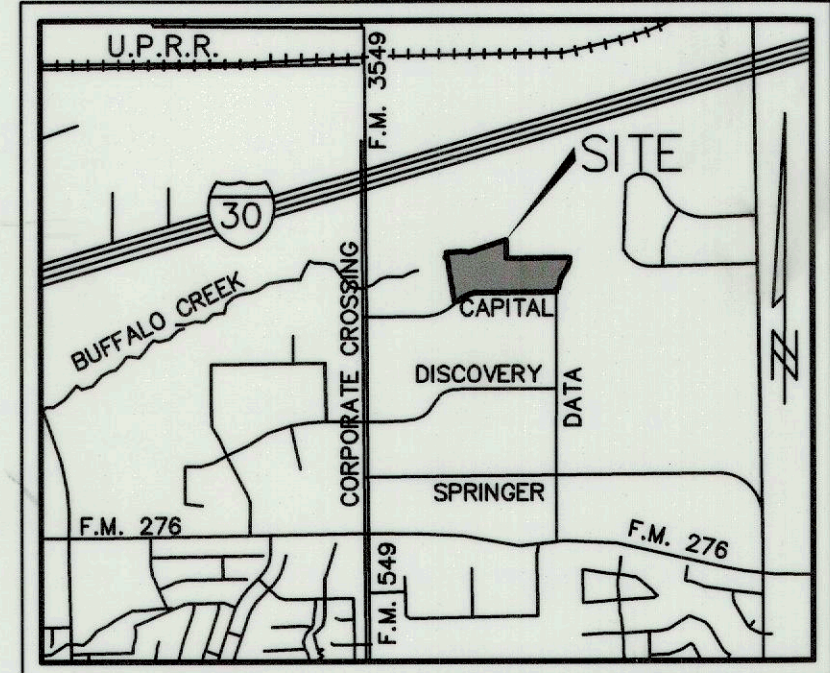 U.P.R.R.
F.M. 3549
SITE
30
BUFFALO CREEK
CORPORATE CROSSING
CAPITAL
DISCOVERY
DATA
N
SPRINGER
F.M. 276
F.M. 276
F.M. 549